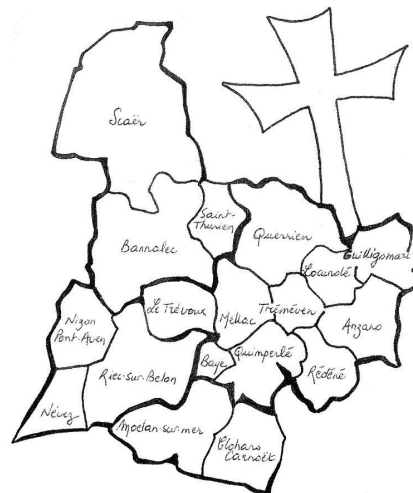 Scaër
Saint-
Thurien
Bannalec
Querrien
Guilligomarc
Locunolé
Le Trévoux
Mellac
Tréméven
Arzano
Nizon
Pont-Aven
Riec-sur-Belon
Baye
Quimperlé
Rédéné
Névez
Moëlan-sur-mer
Clohars
Carnoët